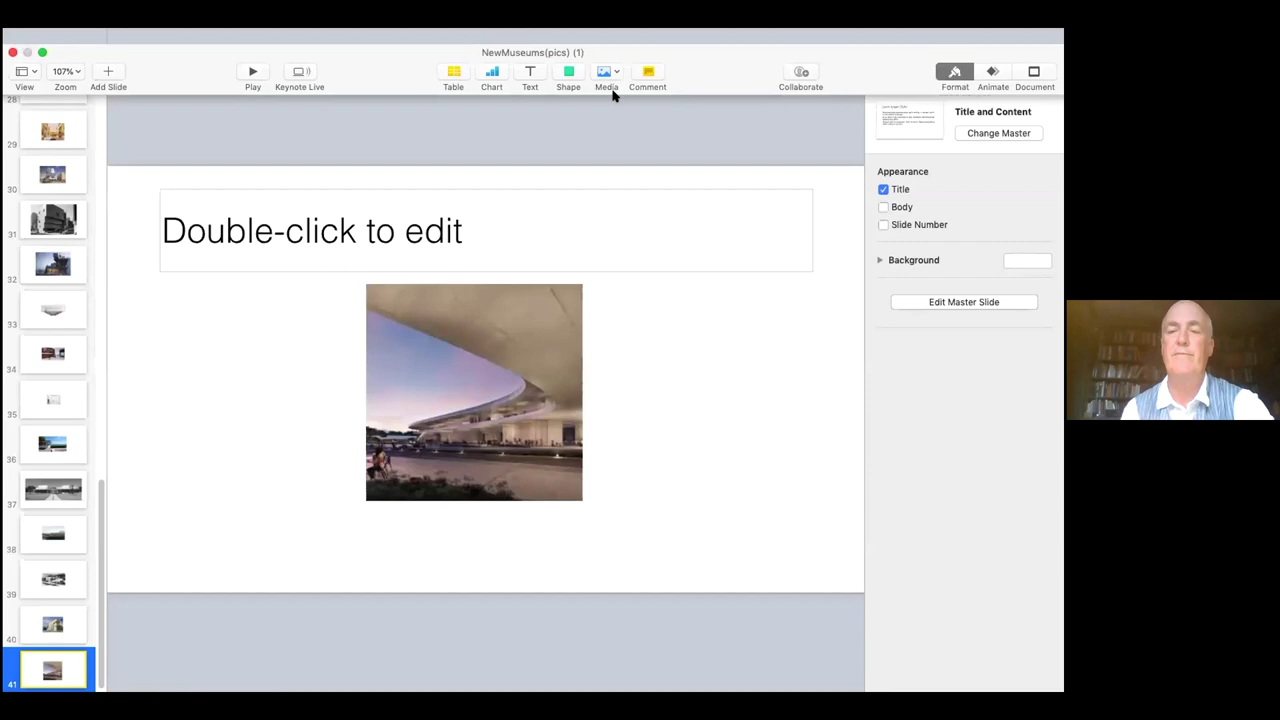 NewMuseums(pics) (1)
107%
View Zoom Add Slide Play Keynote Live Table Chart Text Shape Media Comment Collaborate Format Animate Document
28
29
30
31
32
33
34
35
36
37
38
39
40
41
Double-click to edit
Title and Content
Change Master
Appearance
Title
Body
Slide Number
Background
Edit Master Slide